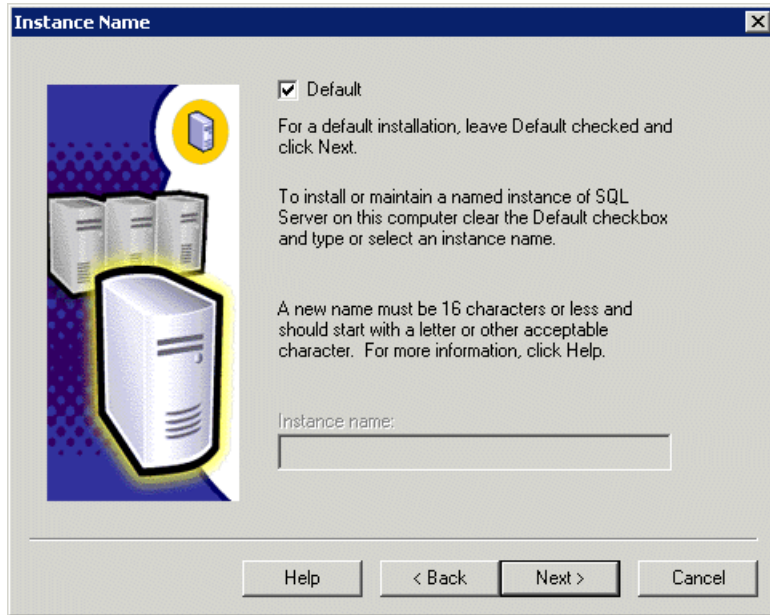 Instance Name
Default
For a default installation, leave Default checked and
click Next.
To install or maintain a named instance of SQL
Server on this computer clear the Default checkbox
and type or select an instance name.
A new name must be 16 characters or less and
should start with a letter or other acceptable
character.  For more information, click Help.
Instance name:
Help
< Back
Next >
Cancel